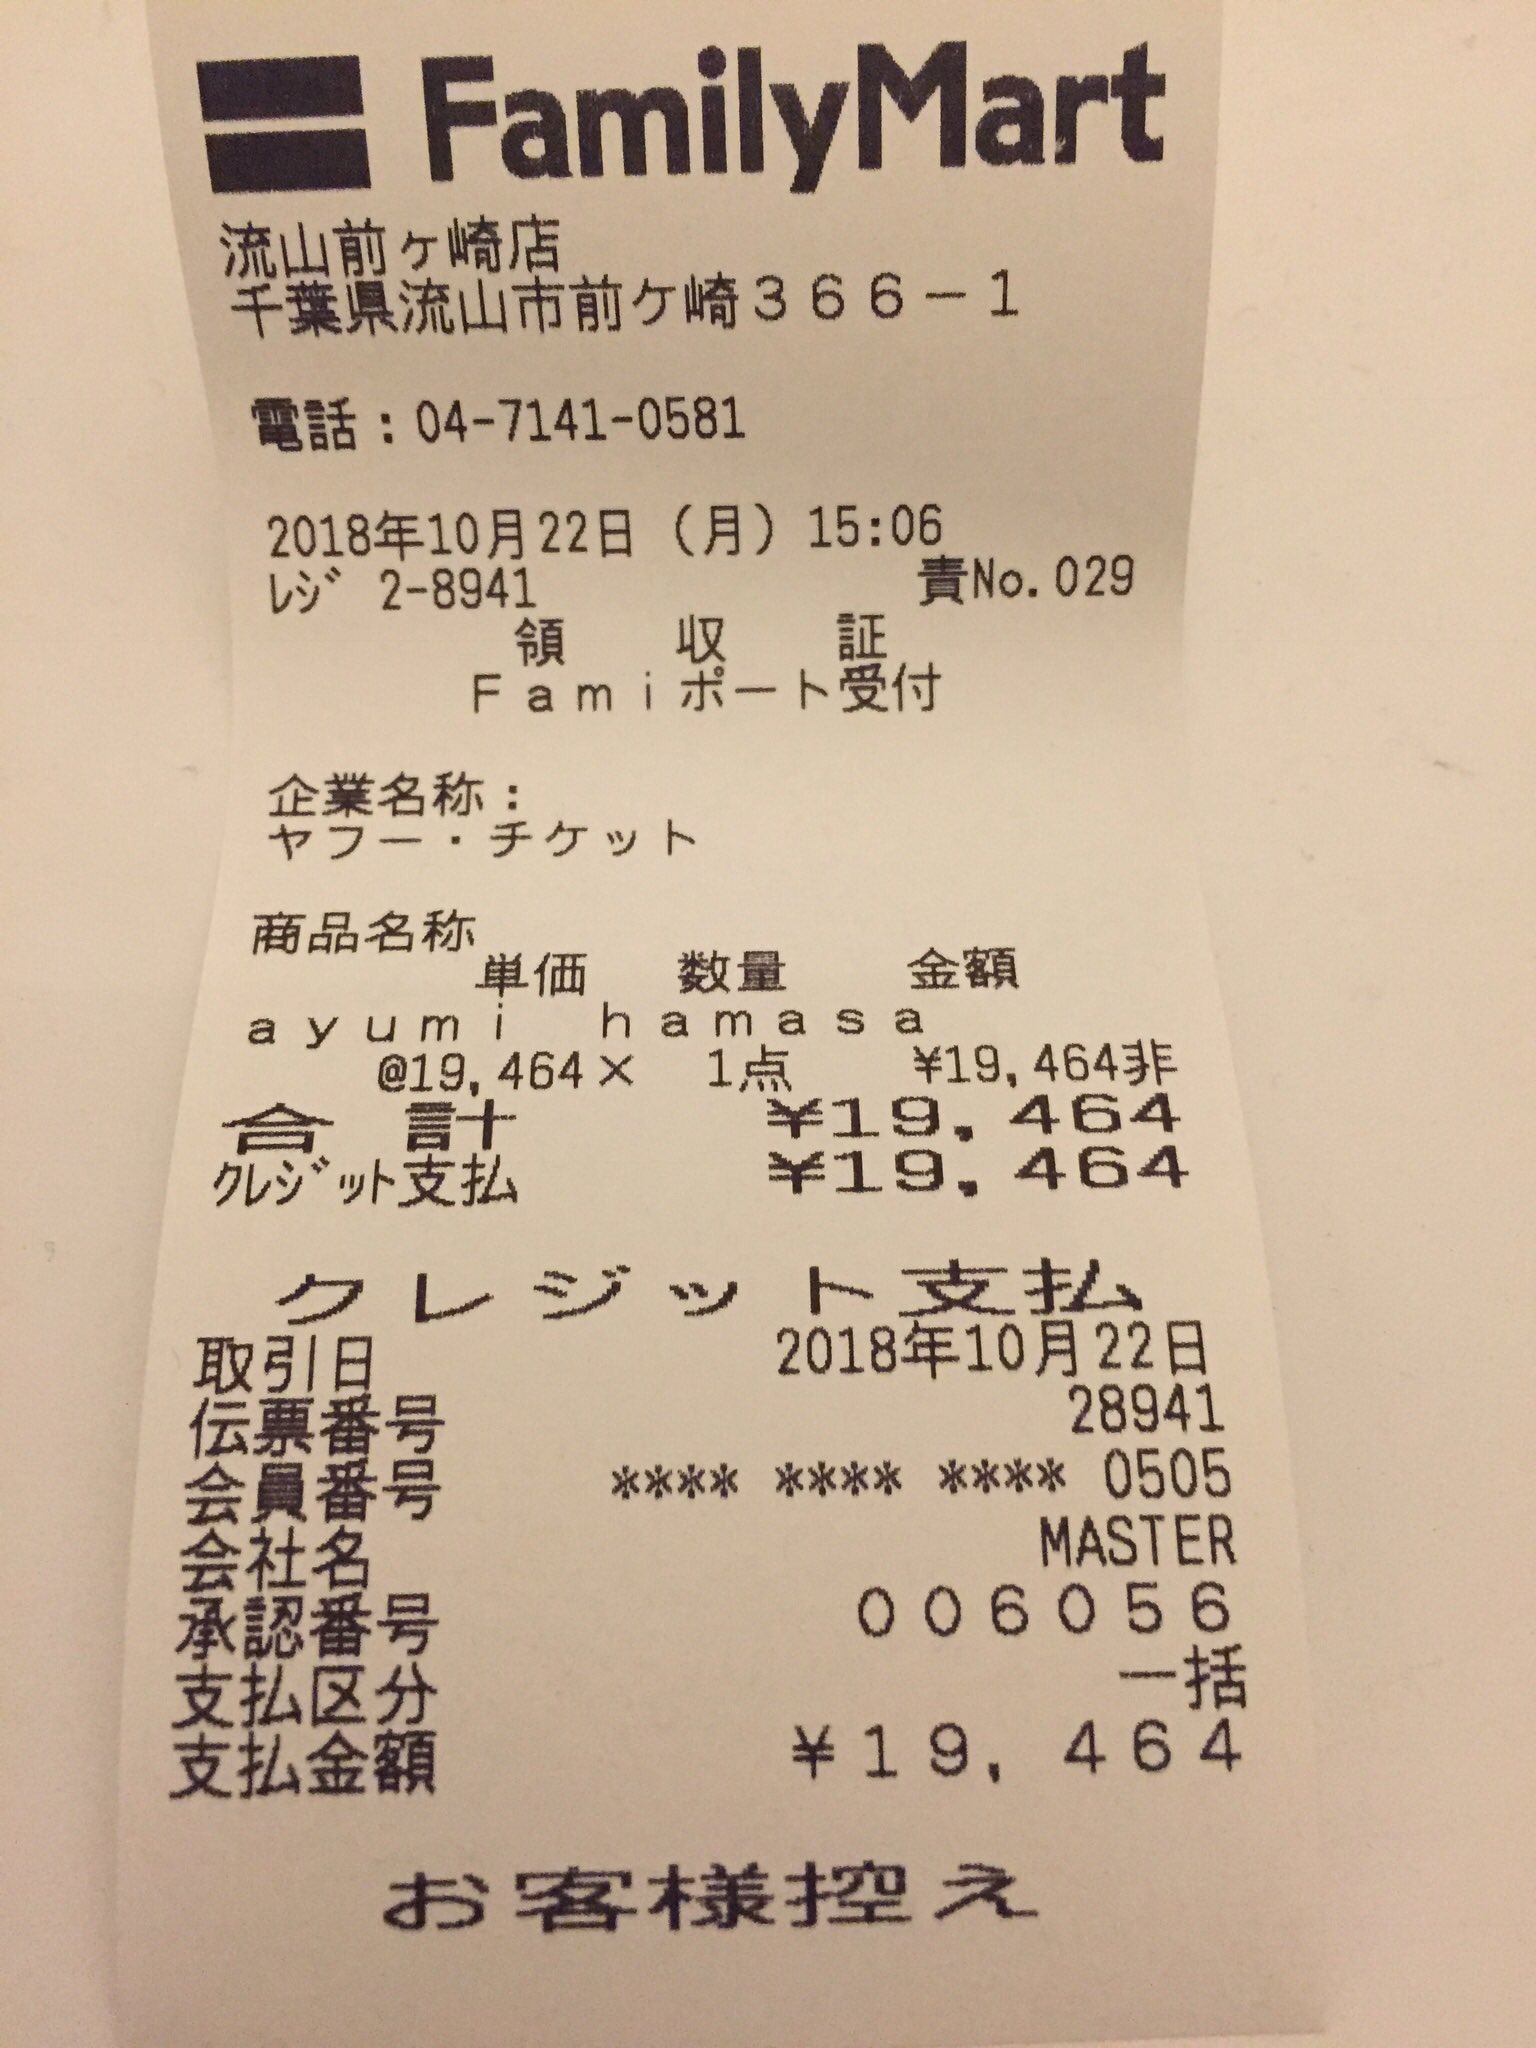 FamilyMart
流山前ヶ崎店
千葉県流山市前ケ崎366-1
電話:04-7141-0581
2018年10月22日(月)15:06
レジ 2-8941 責No.029
領 収 証
Famiポート受付
企業名称:
ヤフー・チケット
商品名称
単価 数量 金額
ayumi hamasa
@19,464× 1点 ¥19,464非
合 計 ¥19,464
クレジット支払 ¥19,464
クレジット支払
取引日 2018年10月22日
伝票番号 28941
会員番号 **** **** **** 0505
会社名 MASTER
承認番号 006056
支払区分 一括
支払金額 ¥19,464
お客様控え